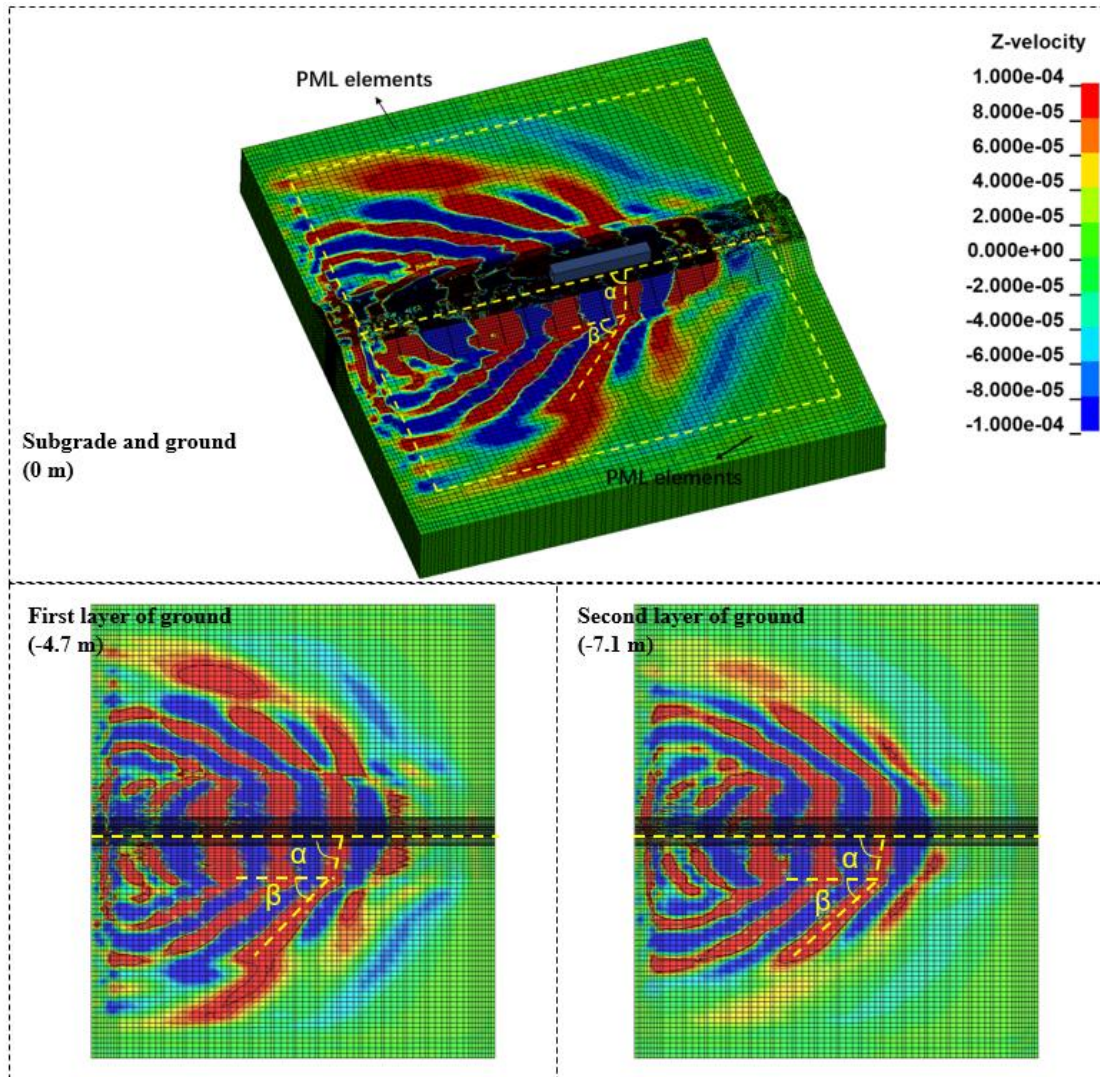 PML elements
Z-velocity
1.000e-04
8.000e-05
6.000e-05
4.000e-05
2.000e-05
0.000e+00
-2.000e-05
-4.000e-05
-6.000e-05
-8.000e-05
-1.000e-04
α
β
Subgrade and ground
(0 m)
PML elements
First layer of ground
(-4.7 m)
α
β
Second layer of ground
(-7.1 m)
α
β